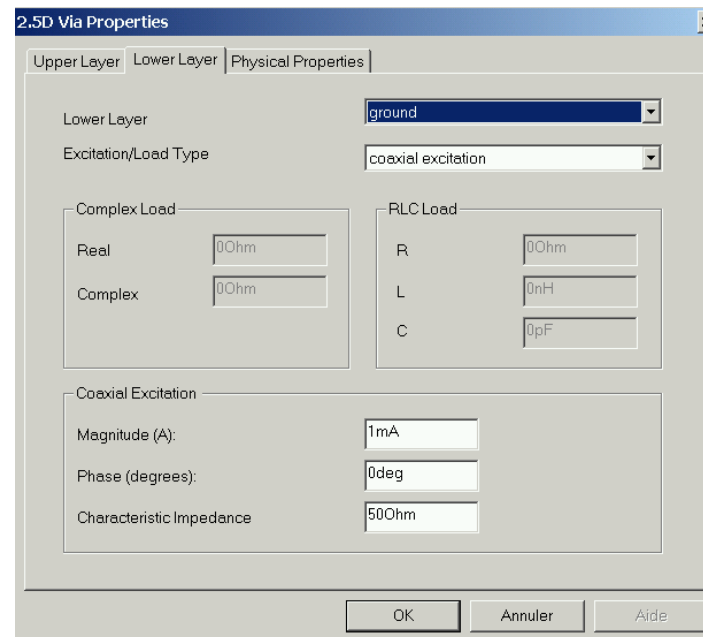 2.5D Via Properties
Upper Layer Lower Layer Physical Properties
Lower Layer ground
Excitation/Load Type coaxial excitation
Complex Load
Real 0Ohm
Complex 0Ohm
RLC Load
R 0Ohm
L 0nH
C 0pF
Coaxial Excitation
Magnitude (A): 1mA
Phase (degrees): 0deg
Characteristic Impedance 50Ohm
OK Annuler Aide